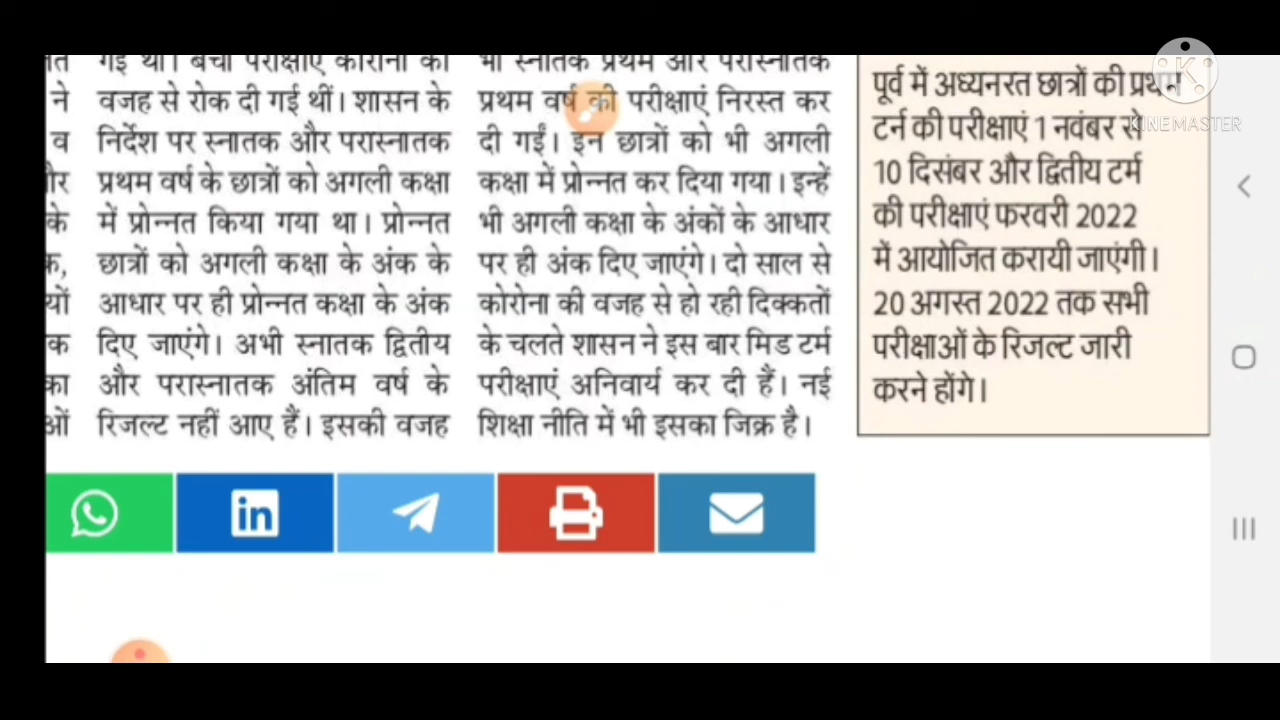 ने
व
के
क,
यों
क
का
ओं
गई थीं। बची परीक्षाएं कोरोना की
वजह से रोक दी गई थीं। शासन के
निर्देश पर स्नातक और परास्नातक
प्रथम वर्ष के छात्रों को अगली कक्षा
में प्रोन्नत किया गया था। प्रोन्नत
छात्रों को अगली कक्षा के अंक के
आधार पर ही प्रोन्नत कक्षा के अंक
दिए जाएंगे। अभी स्नातक द्वितीय
और परास्नातक अंतिम वर्ष के
रिजल्ट नहीं आए हैं। इसकी वजह
भी स्नातक प्रथम और परास्नातक
प्रथम वर्ष की परीक्षाएं निरस्त कर
दी गईं। इन छात्रों को भी अगली
कक्षा में प्रोन्नत कर दिया गया। इन्हें
भी अगली कक्षा के अंकों के आधार
पर ही अंक दिए जाएंगे। दो साल से
कोरोना की वजह से हो रही दिक्कतों
के चलते शासन ने इस बार मिड टर्म
परीक्षाएं अनिवार्य कर दी हैं। नई
शिक्षा नीति में भी इसका जिक्र है।
पूर्व में अध्यनरत छात्रों की प्रथम
टर्न की परीक्षाएं 1 नवंबर से
10 दिसंबर और द्वितीय टर्म
की परीक्षाएं फरवरी 2022
में आयोजित करायी जाएंगी।
20 अगस्त 2022 तक सभी
परीक्षाओं के रिजल्ट जारी
करने होंगे।
K
KINEMASTER
in